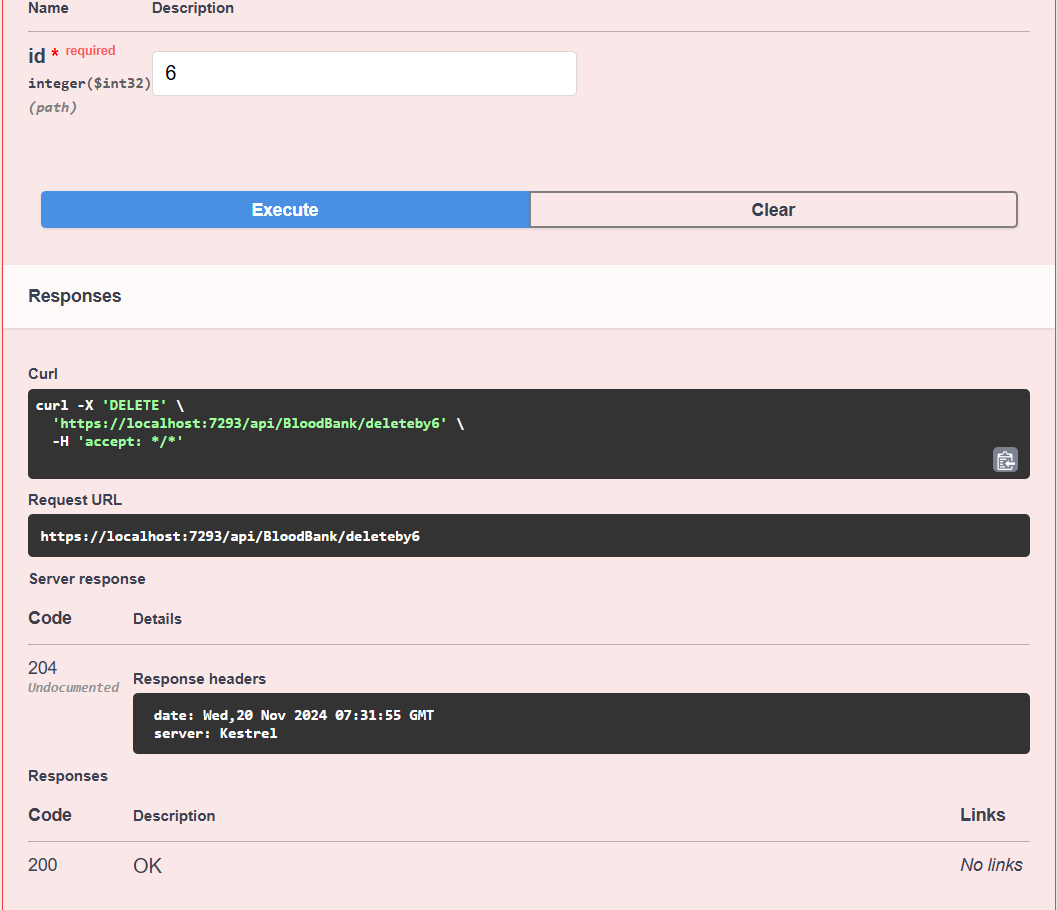 Name Description
id * required
integer($int32)
(path)
6
Execute Clear
Responses
Curl
curl -X 'DELETE' \
  'https://localhost:7293/api/BloodBank/deleteby6' \
  -H 'accept: */*'
Request URL
https://localhost:7293/api/BloodBank/deleteby6
Server response
Code Details
204
Undocumented
Response headers
date: Wed,20 Nov 2024 07:31:55 GMT
server: Kestrel
Responses
Code Description Links
200 OK No links